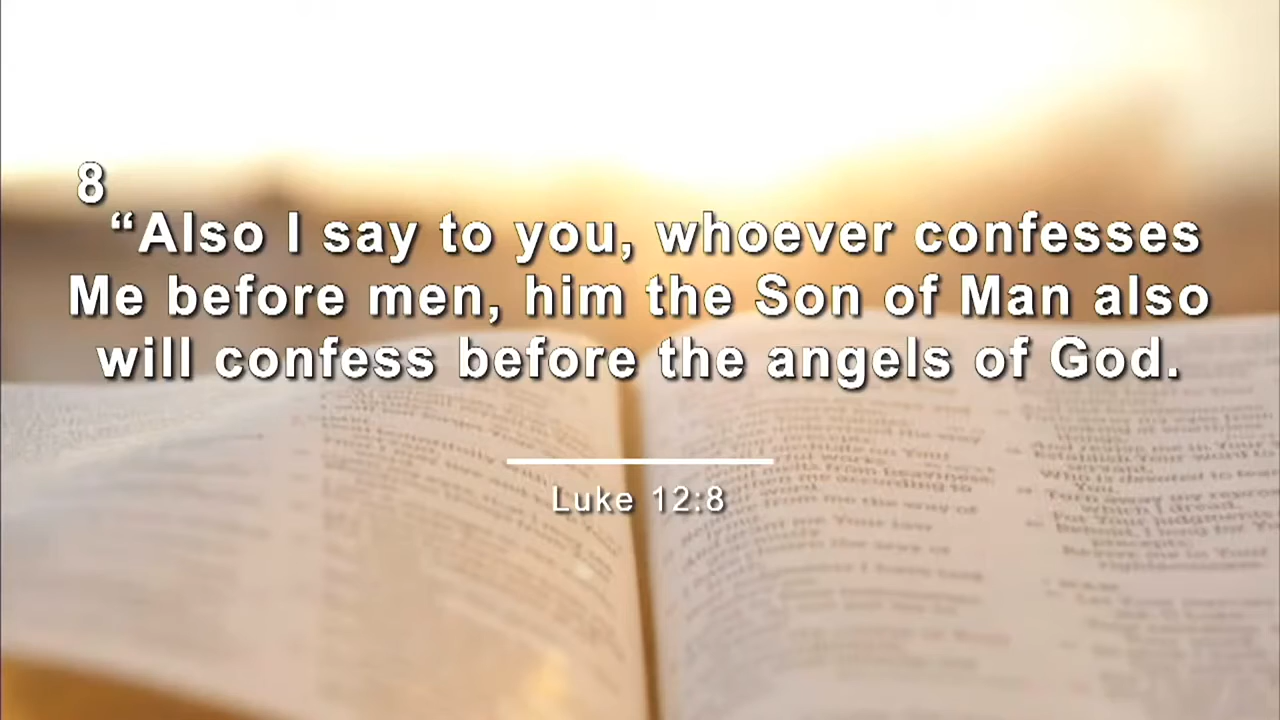 8
“Also I say to you, whoever confesses
Me before men, him the Son of Man also
will confess before the angels of God.
Luke 12:8